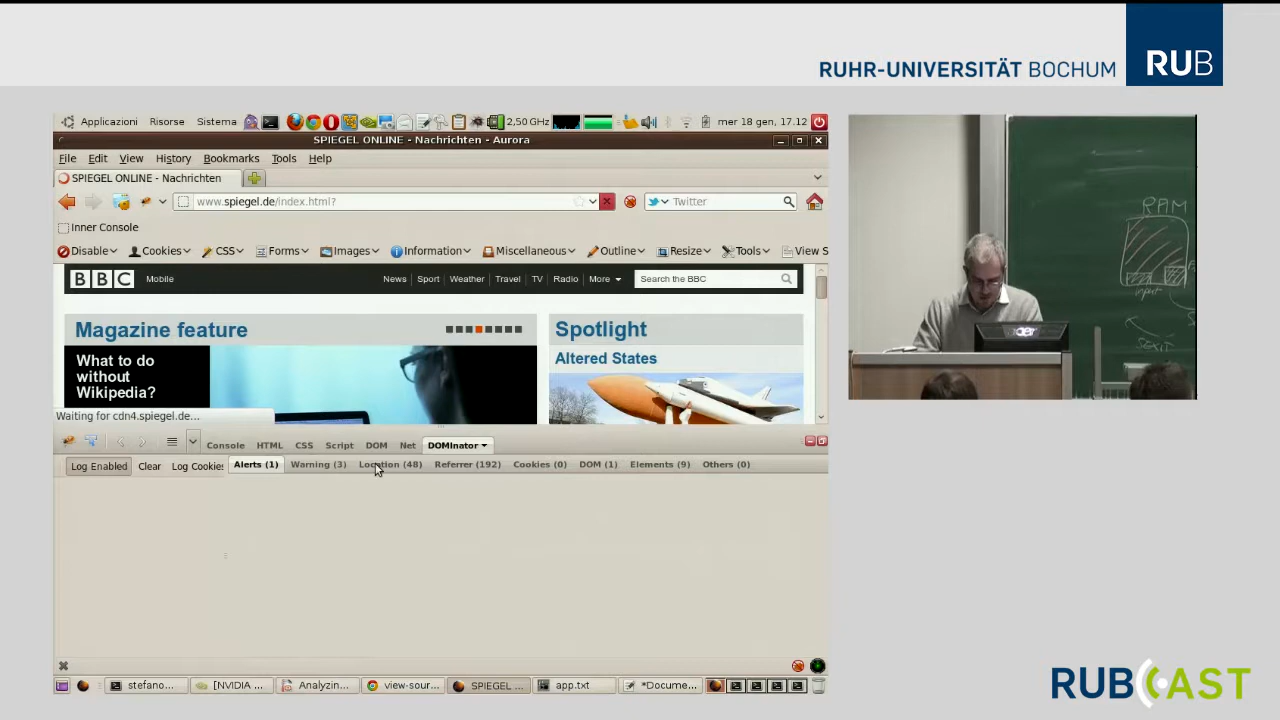 RUHR-UNIVERSITÄT BOCHUM
RUB
Applicazioni Risorse Sistema 2,50 GHz mer 18 gen, 17.12
SPIEGEL ONLINE - Nachrichten - Aurora
File Edit View History Bookmarks Tools Help
SPIEGEL ONLINE - Nachrichten
www.spiegel.de/index.html? Twitter
Inner Console
Disable Cookies CSS Forms Images Information Miscellaneous Outline Resize Tools View S
BBC Mobile News Sport Weather Travel TV Radio More Search the BBC
Magazine feature
Spotlight
What to do
without
Wikipedia?
Altered States
Waiting for cdn4.spiegel.de...
Console HTML CSS Script DOM Net DOMInator
Log Enabled Clear Log Cookies Alerts (1) Warning (3) Location (48) Referrer (192) Cookies (0) DOM (1) Elements (9) Others (0)
stefano... [NVIDIA ... Analyzin... view-sour... SPIEGEL ... app.txt *Docume...
RAM
input
RUBCAST